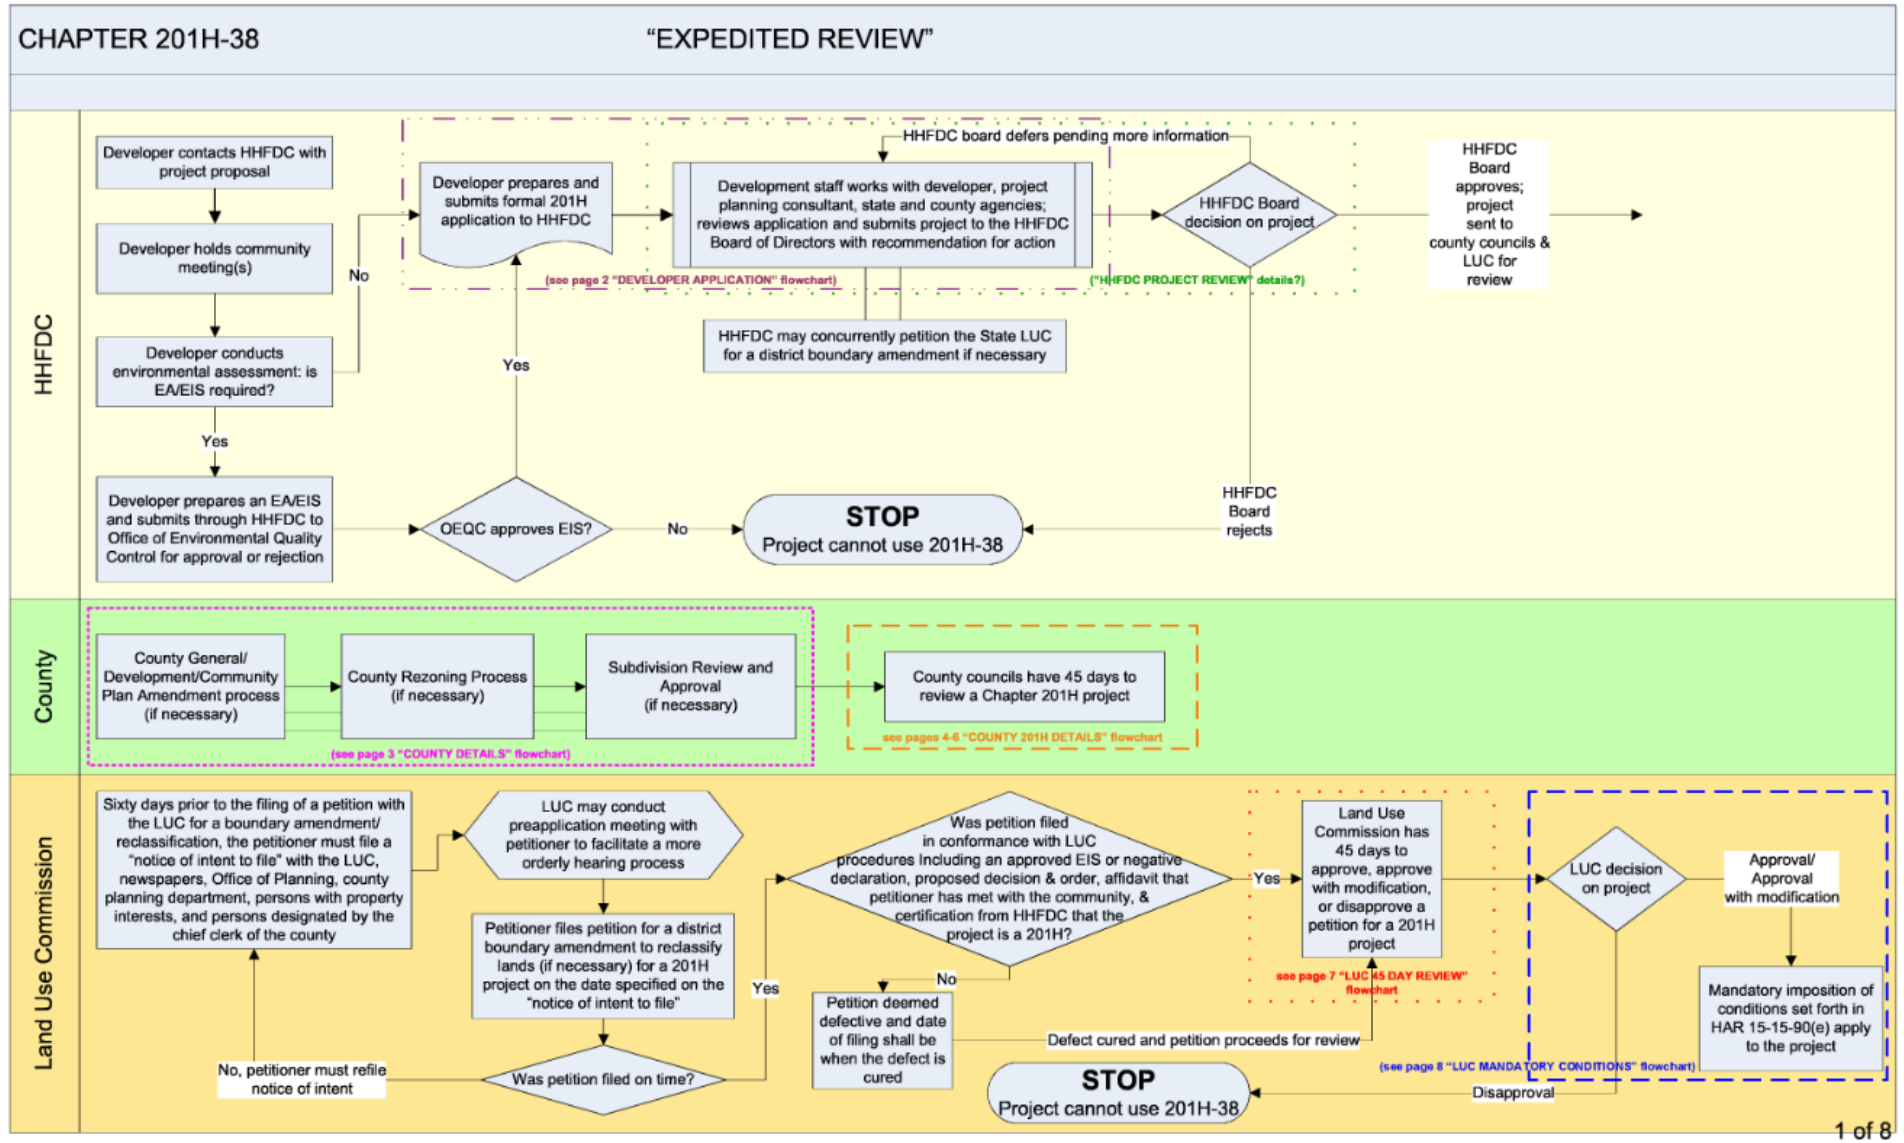 CHAPTER 201H-38
“EXPEDITED REVIEW”
HHFDC
Developer contacts HHFDC with
project proposal
Developer holds community
meeting(s)
Developer conducts
environmental assessment: is
EA/EIS required?
No
Yes
Developer prepares an EA/EIS
and submits through HHFDC to
Office of Environmental Quality
Control for approval or rejection
OEQC approves EIS?
Yes
No
Developer prepares and
submits formal 201H
application to HHFDC
(see page 2 “DEVELOPER APPLICATION” flowchart)
HHFDC board defers pending more information
Development staff works with developer, project
planning consultant, state and county agencies;
reviews application and submits project to the HHFDC
Board of Directors with recommendation for action
(“HHFDC PROJECT REVIEW” details?)
HHFDC may concurrently petition the State LUC
for a district boundary amendment if necessary
HHFDC Board
decision on project
HHFDC
Board
approves;
project
sent to
county councils &
LUC for
review
HHFDC
Board
rejects
STOP
Project cannot use 201H-38
County
County General/
Development/Community
Plan Amendment process
(if necessary)
County Rezoning Process
(if necessary)
Subdivision Review and
Approval
(if necessary)
(see page 3 “COUNTY DETAILS” flowchart)
County councils have 45 days to
review a Chapter 201H project
see pages 4-6 “COUNTY 201H DETAILS” flowchart
Land Use Commission
Sixty days prior to the filing of a petition with
the LUC for a boundary amendment/
reclassification, the petitioner must file a
“notice of intent to file” with the LUC,
newspapers, Office of Planning, county
planning department, persons with property
interests, and persons designated by the
chief clerk of the county
LUC may conduct
preapplication meeting with
petitioner to facilitate a more
orderly hearing process
Petitioner files petition for a district
boundary amendment to reclassify
lands (if necessary) for a 201H
project on the date specified on the
“notice of intent to file”
Was petition filed on time?
No, petitioner must refile
notice of intent
Yes
Was petition filed
in conformance with LUC
procedures Including an approved EIS or negative
declaration, proposed decision & order, affidavit that
petitioner has met with the community, &
certification from HHFDC that the
project is a 201H?
No
Yes
Petition deemed
defective and date
of filing shall be
when the defect is
cured
Defect cured and petition proceeds for review
Land Use
Commission has
45 days to
approve, approve
with modification,
or disapprove a
petition for a 201H
project
see page 7 “LUC 45 DAY REVIEW”
flowchart
LUC decision
on project
Approval/
Approval
with modification
Mandatory imposition of
conditions set forth in
HAR 15-15-90(e) apply
to the project
(see page 8 “LUC MANDATORY CONDITIONS” flowchart)
Disapproval
STOP
Project cannot use 201H-38
1 of 8